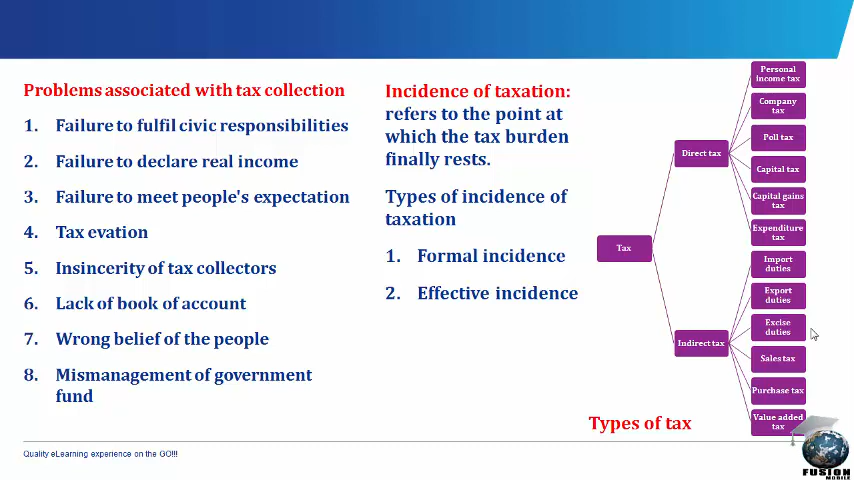 Problems associated with tax collection
1. Failure to fulfil civic responsibilities
2. Failure to declare real income
3. Failure to meet people's expectation
4. Tax evation
5. Insincerity of tax collectors
6. Lack of book of account
7. Wrong belief of the people
8. Mismanagement of government
fund
Incidence of taxation:
refers to the point at
which the tax burden
finally rests.
Types of incidence of
taxation
1. Formal incidence
2. Effective incidence
Tax
Direct tax
Personal
income tax
Company
tax
Poll tax
Capital tax
Capital gains
tax
Expenditure
tax
Indirect tax
Import
duties
Export
duties
Excise
duties
Sales tax
Purchase tax
Value added
tax
Types of tax
Quality eLearning experience on the GO!!!
FUSION
MOBILE